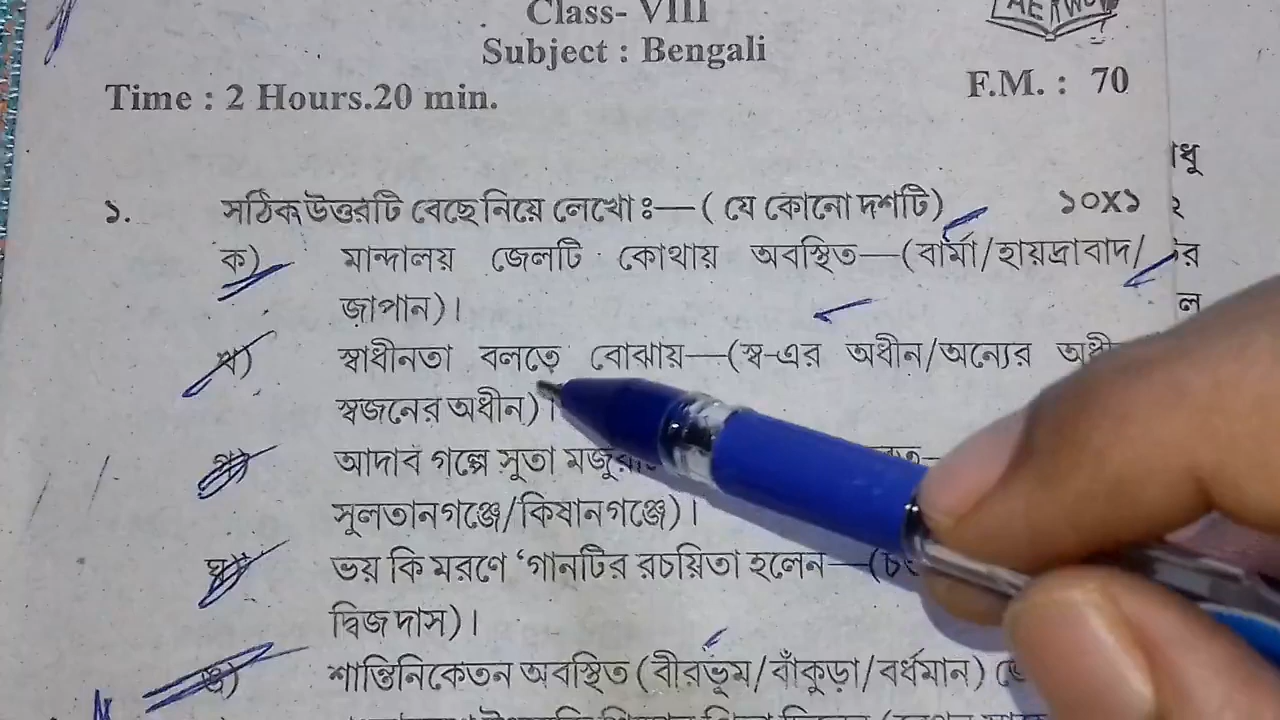 Class- VIII
Subject : Bengali
Time : 2 Hours.20 min.
F.M. : 70
১. সঠিক উত্তরটি বেছে নিয়ে লেখো ঃ—( যে কোনো দশটি) ১০X১
ক) মান্দালয় জেলটি কোথায় অবস্থিত—(বার্মা/হায়দ্রাবাদ/
জাপান)।
খ) স্বাধীনতা বলতে বোঝায়—(স্ব-এর অধীন/অন্যের
স্বজনের অধীন)।
গ) আদাব গল্পে সুতা
সুলতানগঞ্জে/কিষানগঞ্জে)।
ঘ) ভয় কি মরণে ‘গানটির রচয়িতা হলেন—(
দ্বিজ দাস)।
ঙ) শান্তিনিকেতন অবস্থিত (বীরভূম/বাঁকুড়া/বর্ধমান)